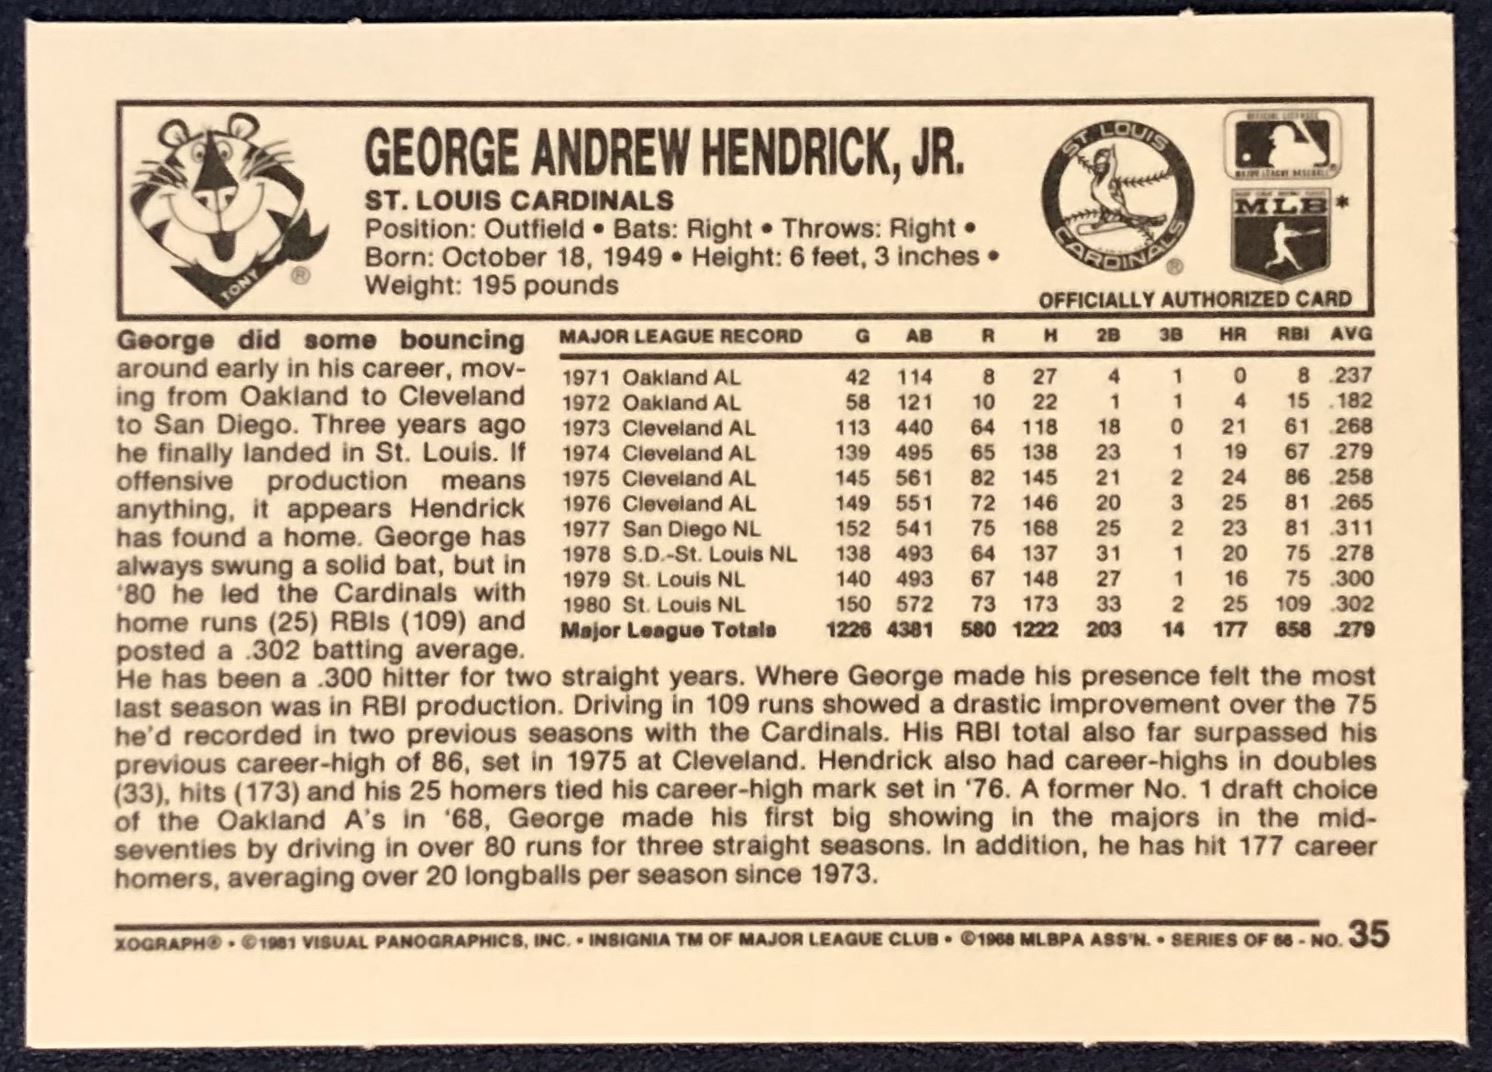 GEORGE ANDREW HENDRICK, JR.
ST. LOUIS CARDINALS
Position: Outfield • Bats: Right • Throws: Right •
Born: October 18, 1949 • Height: 6 feet, 3 inches •
Weight: 195 pounds
TONY ®
ST. LOUIS CARDINALS ®
OFFICIAL LICENSEE
MAJOR LEAGUE BASEBALL
MLB *
OFFICIALLY AUTHORIZED CARD
George did some bouncing
around early in his career, mov-
ing from Oakland to Cleveland
to San Diego. Three years ago
he finally landed in St. Louis. If
offensive production means
anything, it appears Hendrick
has found a home. George has
always swung a solid bat, but in
'80 he led the Cardinals with
home runs (25) RBIs (109) and
posted a .302 batting average.
He has been a .300 hitter for two straight years. Where George made his presence felt the most
last season was in RBI production. Driving in 109 runs showed a drastic improvement over the 75
he'd recorded in two previous seasons with the Cardinals. His RBI total also far surpassed his
previous career-high of 86, set in 1975 at Cleveland. Hendrick also had career-highs in doubles
(33), hits (173) and his 25 homers tied his career-high mark set in '76. A former No. 1 draft choice
of the Oakland A's in '68, George made his first big showing in the majors in the mid-
seventies by driving in over 80 runs for three straight seasons. In addition, he has hit 177 career
homers, averaging over 20 longballs per season since 1973.
MAJOR LEAGUE RECORD G AB R H 2B 3B HR RBI AVG
1971 Oakland AL 42 114 8 27 4 1 0 8 .237
1972 Oakland AL 58 121 10 22 1 1 4 15 .182
1973 Cleveland AL 113 440 64 118 18 0 21 61 .268
1974 Cleveland AL 139 495 65 138 23 1 19 67 .279
1975 Cleveland AL 145 561 82 145 21 2 24 86 .258
1976 Cleveland AL 149 551 72 146 20 3 25 81 .265
1977 San Diego NL 152 541 75 168 25 2 23 81 .311
1978 S.D.-St. Louis NL 138 493 64 137 31 1 20 75 .278
1979 St. Louis NL 140 493 67 148 27 1 16 75 .300
1980 St. Louis NL 150 572 73 173 33 2 25 109 .302
Major League Totals 1226 4381 580 1222 203 14 177 658 .279
XOGRAPH® • ©1981 VISUAL PANOGRAPHICS, INC. • INSIGNIA TM OF MAJOR LEAGUE CLUB • ©1968 MLBPA ASS'N. • SERIES OF 66 - NO. 35